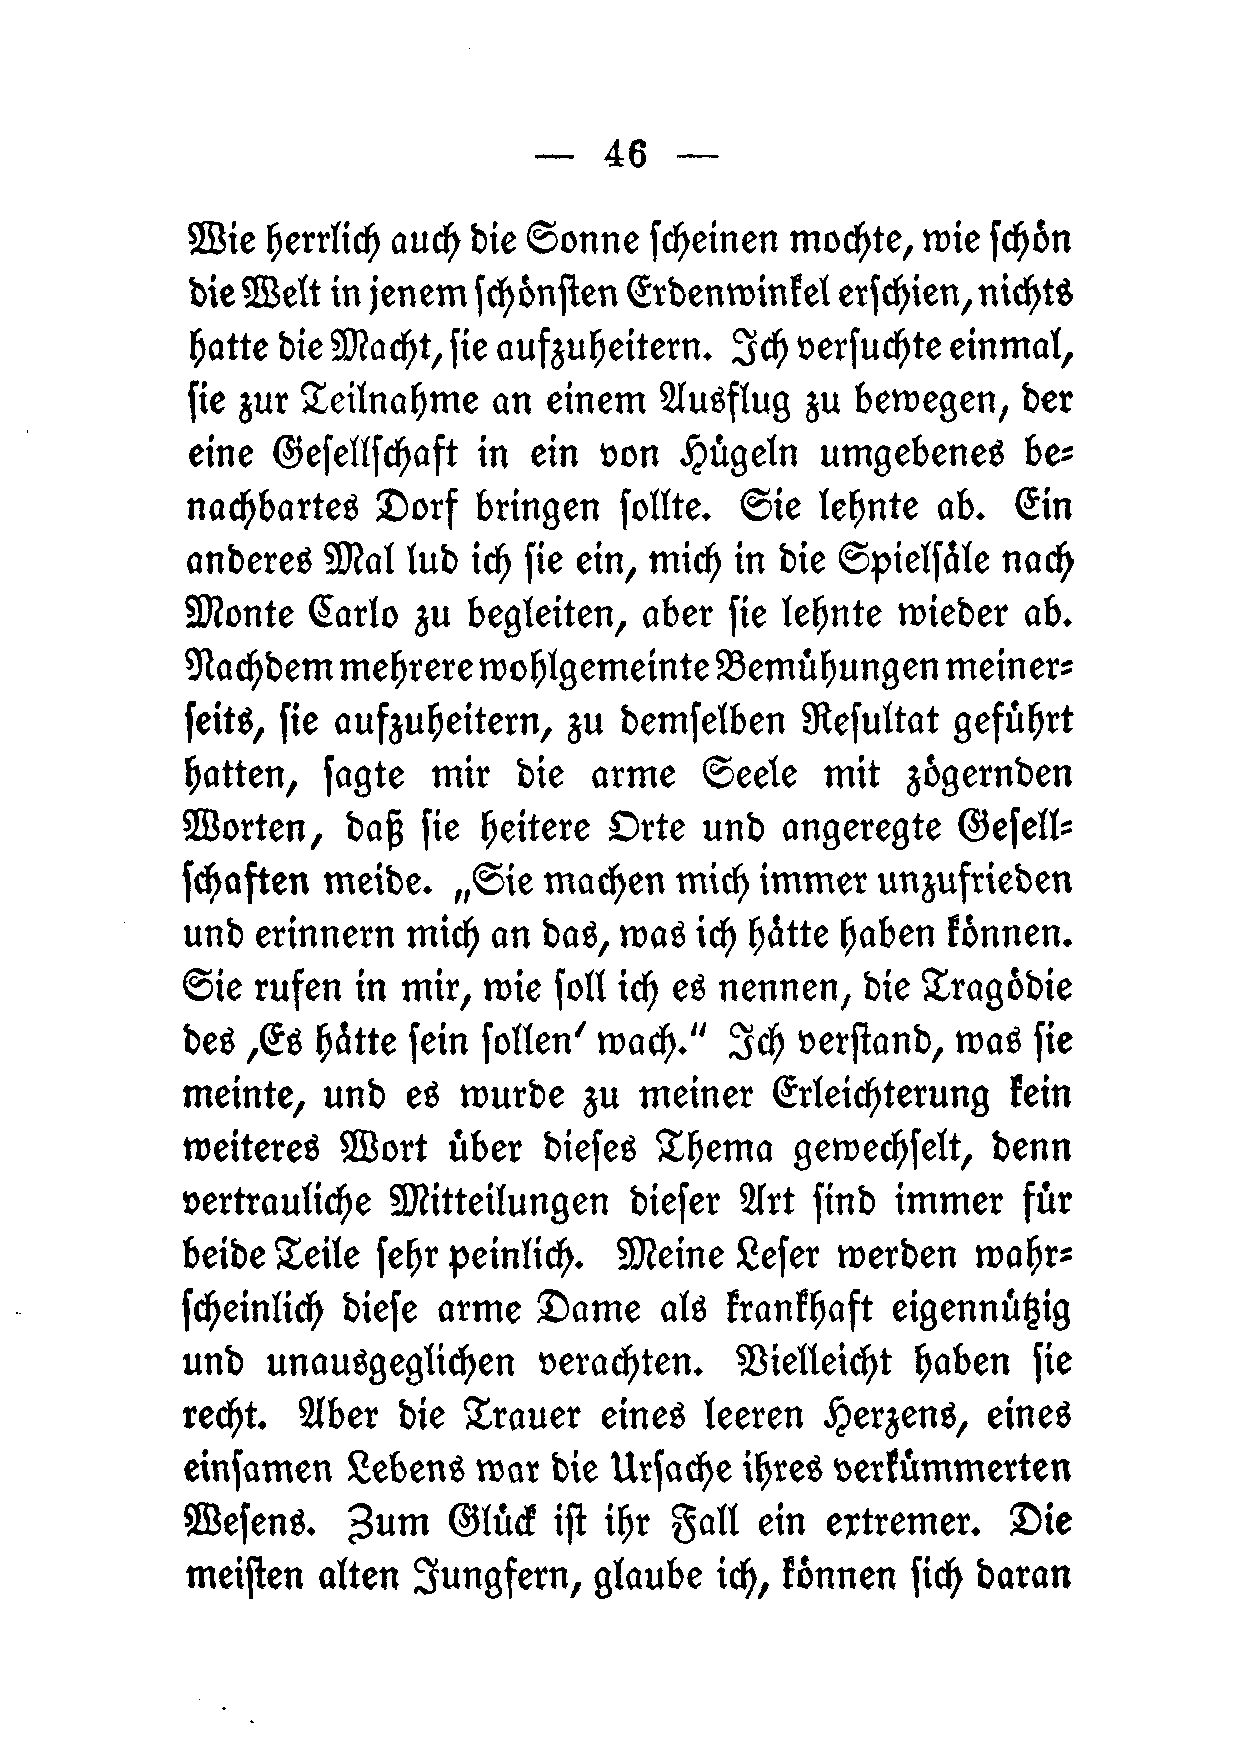 — 46 —
Wie herrlich auch die Sonne scheinen mochte, wie schön
die Welt in jenem schönsten Erdenwinkel erschien, nichts
hatte die Macht, sie aufzuheitern. Ich versuchte einmal,
sie zur Teilnahme an einem Ausflug zu bewegen, der
eine Gesellschaft in ein von Hügeln umgebenes be-
nachbartes Dorf bringen sollte. Sie lehnte ab. Ein
anderes Mal lud ich sie ein, mich in die Spielsäle nach
Monte Carlo zu begleiten, aber sie lehnte wieder ab.
Nachdem mehrere wohlgemeinte Bemühungen meiner-
seits, sie aufzuheitern, zu demselben Resultat geführt
hatten, sagte mir die arme Seele mit zögernden
Worten, daß sie heitere Orte und angeregte Gesell-
schaften meide. „Sie machen mich immer unzufrieden
und erinnern mich an das, was ich hätte haben können.
Sie rufen in mir, wie soll ich es nennen, die Tragödie
des ‚Es hätte sein sollen‘ wach.“ Ich verstand, was sie
meinte, und es wurde zu meiner Erleichterung kein
weiteres Wort über dieses Thema gewechselt, denn
vertrauliche Mitteilungen dieser Art sind immer für
beide Teile sehr peinlich. Meine Leser werden wahr-
scheinlich diese arme Dame als krankhaft eigennützig
und unausgeglichen verachten. Vielleicht haben sie
recht. Aber die Trauer eines leeren Herzens, eines
einsamen Lebens war die Ursache ihres verkümmerten
Wesens. Zum Glück ist ihr Fall ein extremer. Die
meisten alten Jungfern, glaube ich, können sich daran